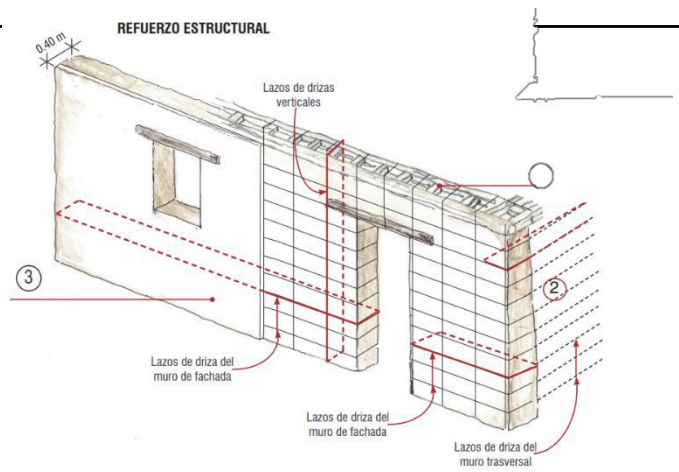 REFUERZO ESTRUCTURAL
0.40 m
Lazos de drizas
verticales
3
2
Lazos de driza del
muro de fachada
Lazos de driza del
muro de fachada
Lazos de driza del
muro trasversal